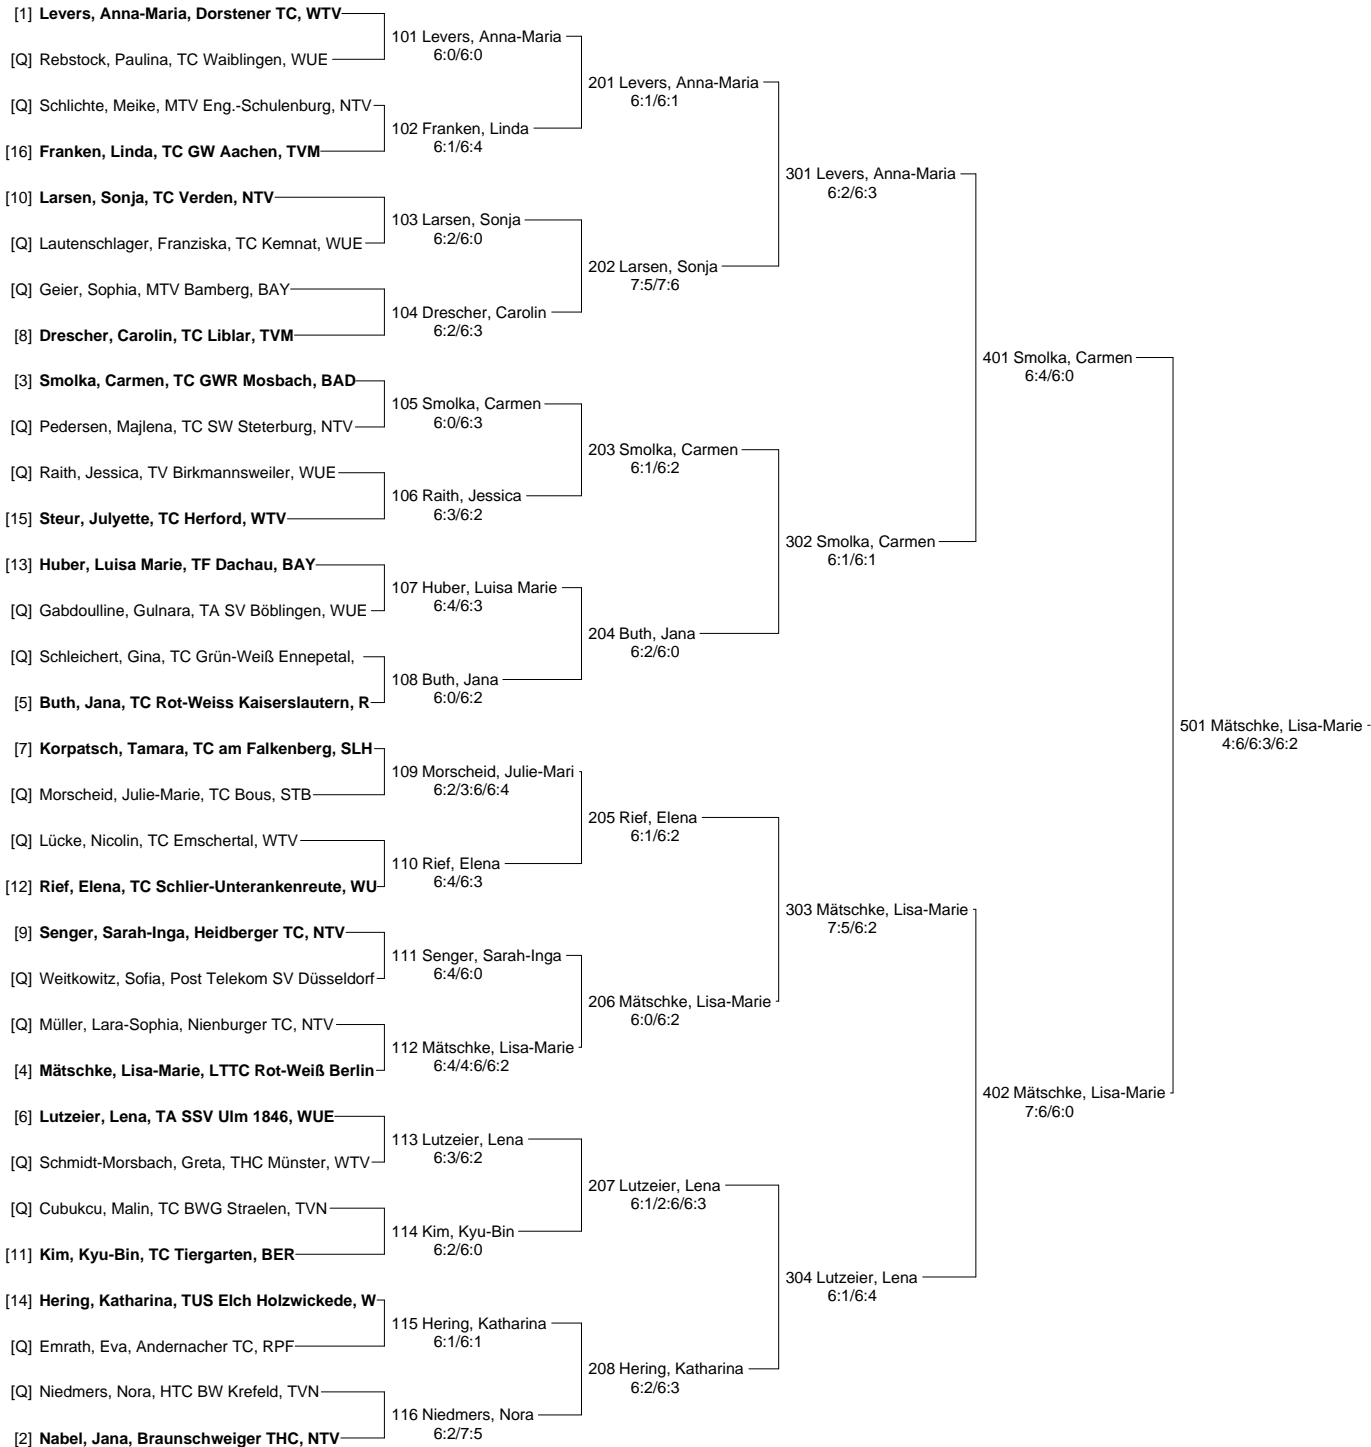 [1] Levers, Anna-Maria, Dorstener TC, WTV
[Q] Rebstock, Paulina, TC Waiblingen, WUE
[Q] Schlichte, Meike, MTV Eng.-Schulenburg, NTV
[16] Franken, Linda, TC GW Aachen, TVM
[10] Larsen, Sonja, TC Verden, NTV
[Q] Lautenschlager, Franziska, TC Kemnat, WUE
[Q] Geier, Sophia, MTV Bamberg, BAY
[8] Drescher, Carolin, TC Liblar, TVM
[3] Smolka, Carmen, TC GWR Mosbach, BAD
[Q] Pedersen, Majlena, TC SW Steterburg, NTV
[Q] Raith, Jessica, TV Birkmannsweiler, WUE
[15] Steur, Julyette, TC Herford, WTV
[13] Huber, Luisa Marie, TF Dachau, BAY
[Q] Gabdoulline, Gulnara, TA SV Böblingen, WUE
[Q] Schleichert, Gina, TC Grün-Weiß Ennepetal,
[5] Buth, Jana, TC Rot-Weiss Kaiserslautern, R
[7] Korpatsch, Tamara, TC am Falkenberg, SLH
[Q] Morscheid, Julie-Marie, TC Bous, STB
[Q] Lücke, Nicolin, TC Emschertal, WTV
[12] Rief, Elena, TC Schlier-Unterankenreute, WU
[9] Senger, Sarah-Inga, Heidberger TC, NTV
[Q] Weitkowitz, Sofia, Post Telekom SV Düsseldorf
[Q] Müller, Lara-Sophia, Nienburger TC, NTV
[4] Mätschke, Lisa-Marie, LTTC Rot-Weiß Berlin
[6] Lutzeier, Lena, TA SSV Ulm 1846, WUE
[Q] Schmidt-Morsbach, Greta, THC Münster, WTV
[Q] Cubukcu, Malin, TC BWG Straelen, TVN
[11] Kim, Kyu-Bin, TC Tiergarten, BER
[14] Hering, Katharina, TUS Elch Holzwickede, W
[Q] Emrath, Eva, Andernacher TC, RPF
[Q] Niedmers, Nora, HTC BW Krefeld, TVN
[2] Nabel, Jana, Braunschweiger THC, NTV
101 Levers, Anna-Maria
6:0/6:0
102 Franken, Linda
6:1/6:4
103 Larsen, Sonja
6:2/6:0
104 Drescher, Carolin
6:2/6:3
105 Smolka, Carmen
6:0/6:3
106 Raith, Jessica
6:3/6:2
107 Huber, Luisa Marie
6:4/6:3
108 Buth, Jana
6:0/6:2
109 Morscheid, Julie-Mari
6:2/3:6/6:4
110 Rief, Elena
6:4/6:3
111 Senger, Sarah-Inga
6:4/6:0
112 Mätschke, Lisa-Marie
6:4/4:6/6:2
113 Lutzeier, Lena
6:3/6:2
114 Kim, Kyu-Bin
6:2/6:0
115 Hering, Katharina
6:1/6:1
116 Niedmers, Nora
6:2/7:5
201 Levers, Anna-Maria
6:1/6:1
202 Larsen, Sonja
7:5/7:6
203 Smolka, Carmen
6:1/6:2
204 Buth, Jana
6:2/6:0
205 Rief, Elena
6:1/6:2
206 Mätschke, Lisa-Marie
6:0/6:2
207 Lutzeier, Lena
6:1/2:6/6:3
208 Hering, Katharina
6:2/6:3
301 Levers, Anna-Maria
6:2/6:3
302 Smolka, Carmen
6:1/6:1
303 Mätschke, Lisa-Marie
7:5/6:2
304 Lutzeier, Lena
6:1/6:4
401 Smolka, Carmen
6:4/6:0
402 Mätschke, Lisa-Marie
7:6/6:0
501 Mätschke, Lisa-Marie
4:6/6:3/6:2